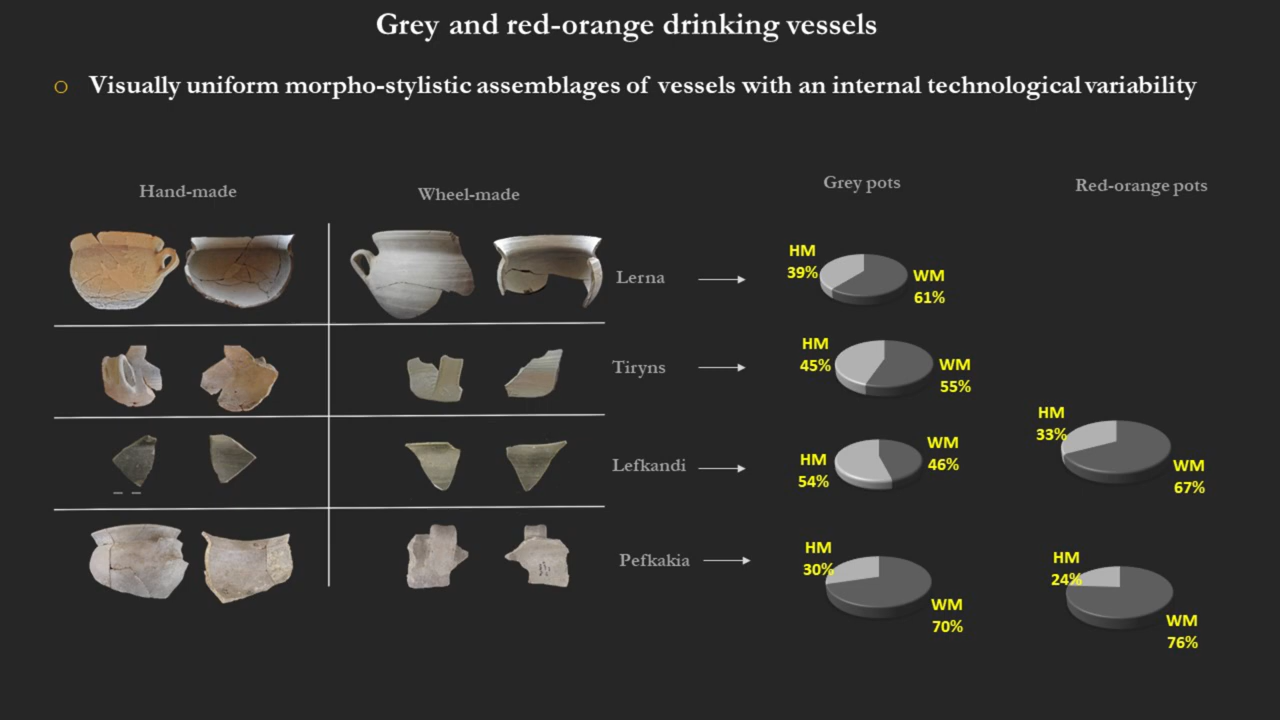 Grey and red-orange drinking vessels
Visually uniform morpho-stylistic assemblages of vessels with an internal technological variability
Hand-made
Wheel-made
Grey pots
Red-orange pots
Lerna
HM
39%
WM
61%
Tiryns
HM
45%
WM
55%
Lefkandi
HM
54%
WM
46%
HM
33%
WM
67%
Pefkakia
HM
30%
WM
70%
HM
24%
WM
76%